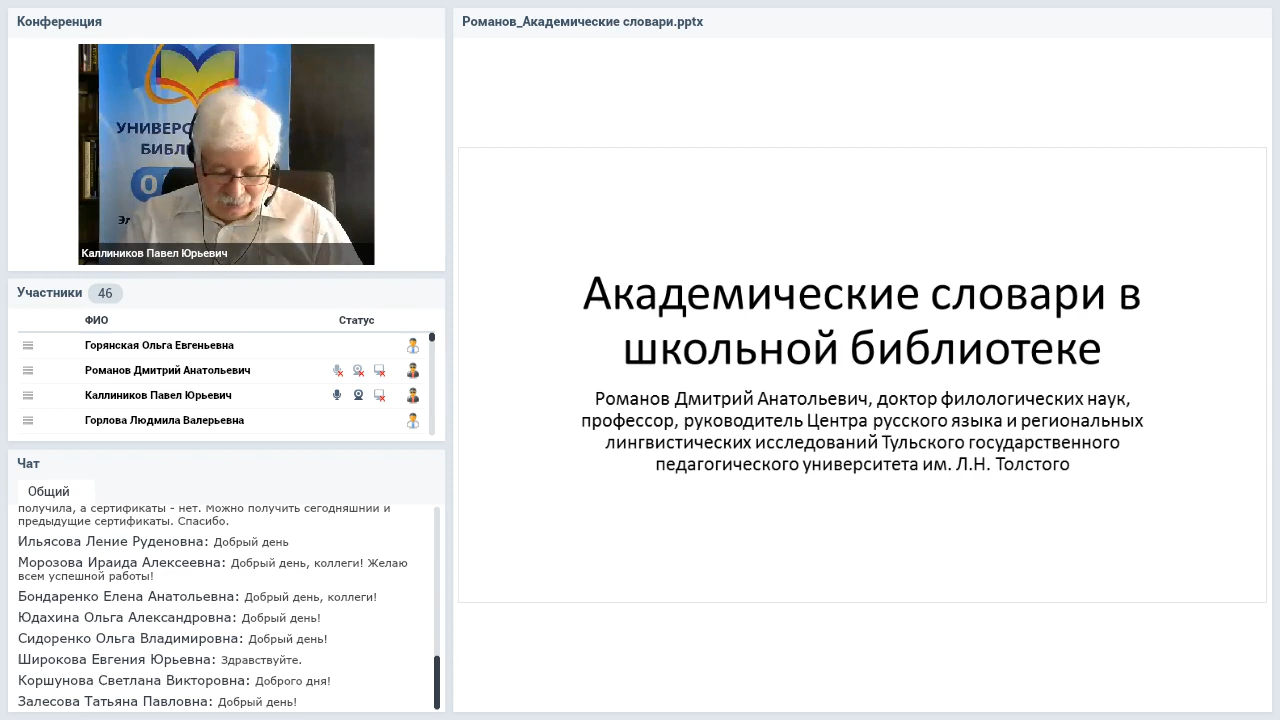 Конференция
УНИВЕРС
БИБЛ
Эл
Каллиников Павел Юрьевич
Участники 46
ФИО Статус
Горянская Ольга Евгеньевна
Романов Дмитрий Анатольевич
Каллиников Павел Юрьевич
Горлова Людмила Валерьевна
Чат
Общий
получила, а сертификаты - нет. Можно получить сегодняшний и
предыдущие сертификаты. Спасибо.
Ильясова Ление Руденовна: Добрый день
Морозова Ираида Алексеевна: Добрый день, коллеги! Желаю
всем успешной работы!
Бондаренко Елена Анатольевна: Добрый день, коллеги!
Юдахина Ольга Александровна: Добрый день!
Сидоренко Ольга Владимировна: Добрый день!
Широкова Евгения Юрьевна: Здравствуйте.
Коршунова Светлана Викторовна: Доброго дня!
Залесова Татьяна Павловна: Добрый день!
Романов_Академические словари.pptx
Академические словари в
школьной библиотеке
Романов Дмитрий Анатольевич, доктор филологических наук,
профессор, руководитель Центра русского языка и региональных
лингвистических исследований Тульского государственного
педагогического университета им. Л.Н. Толстого